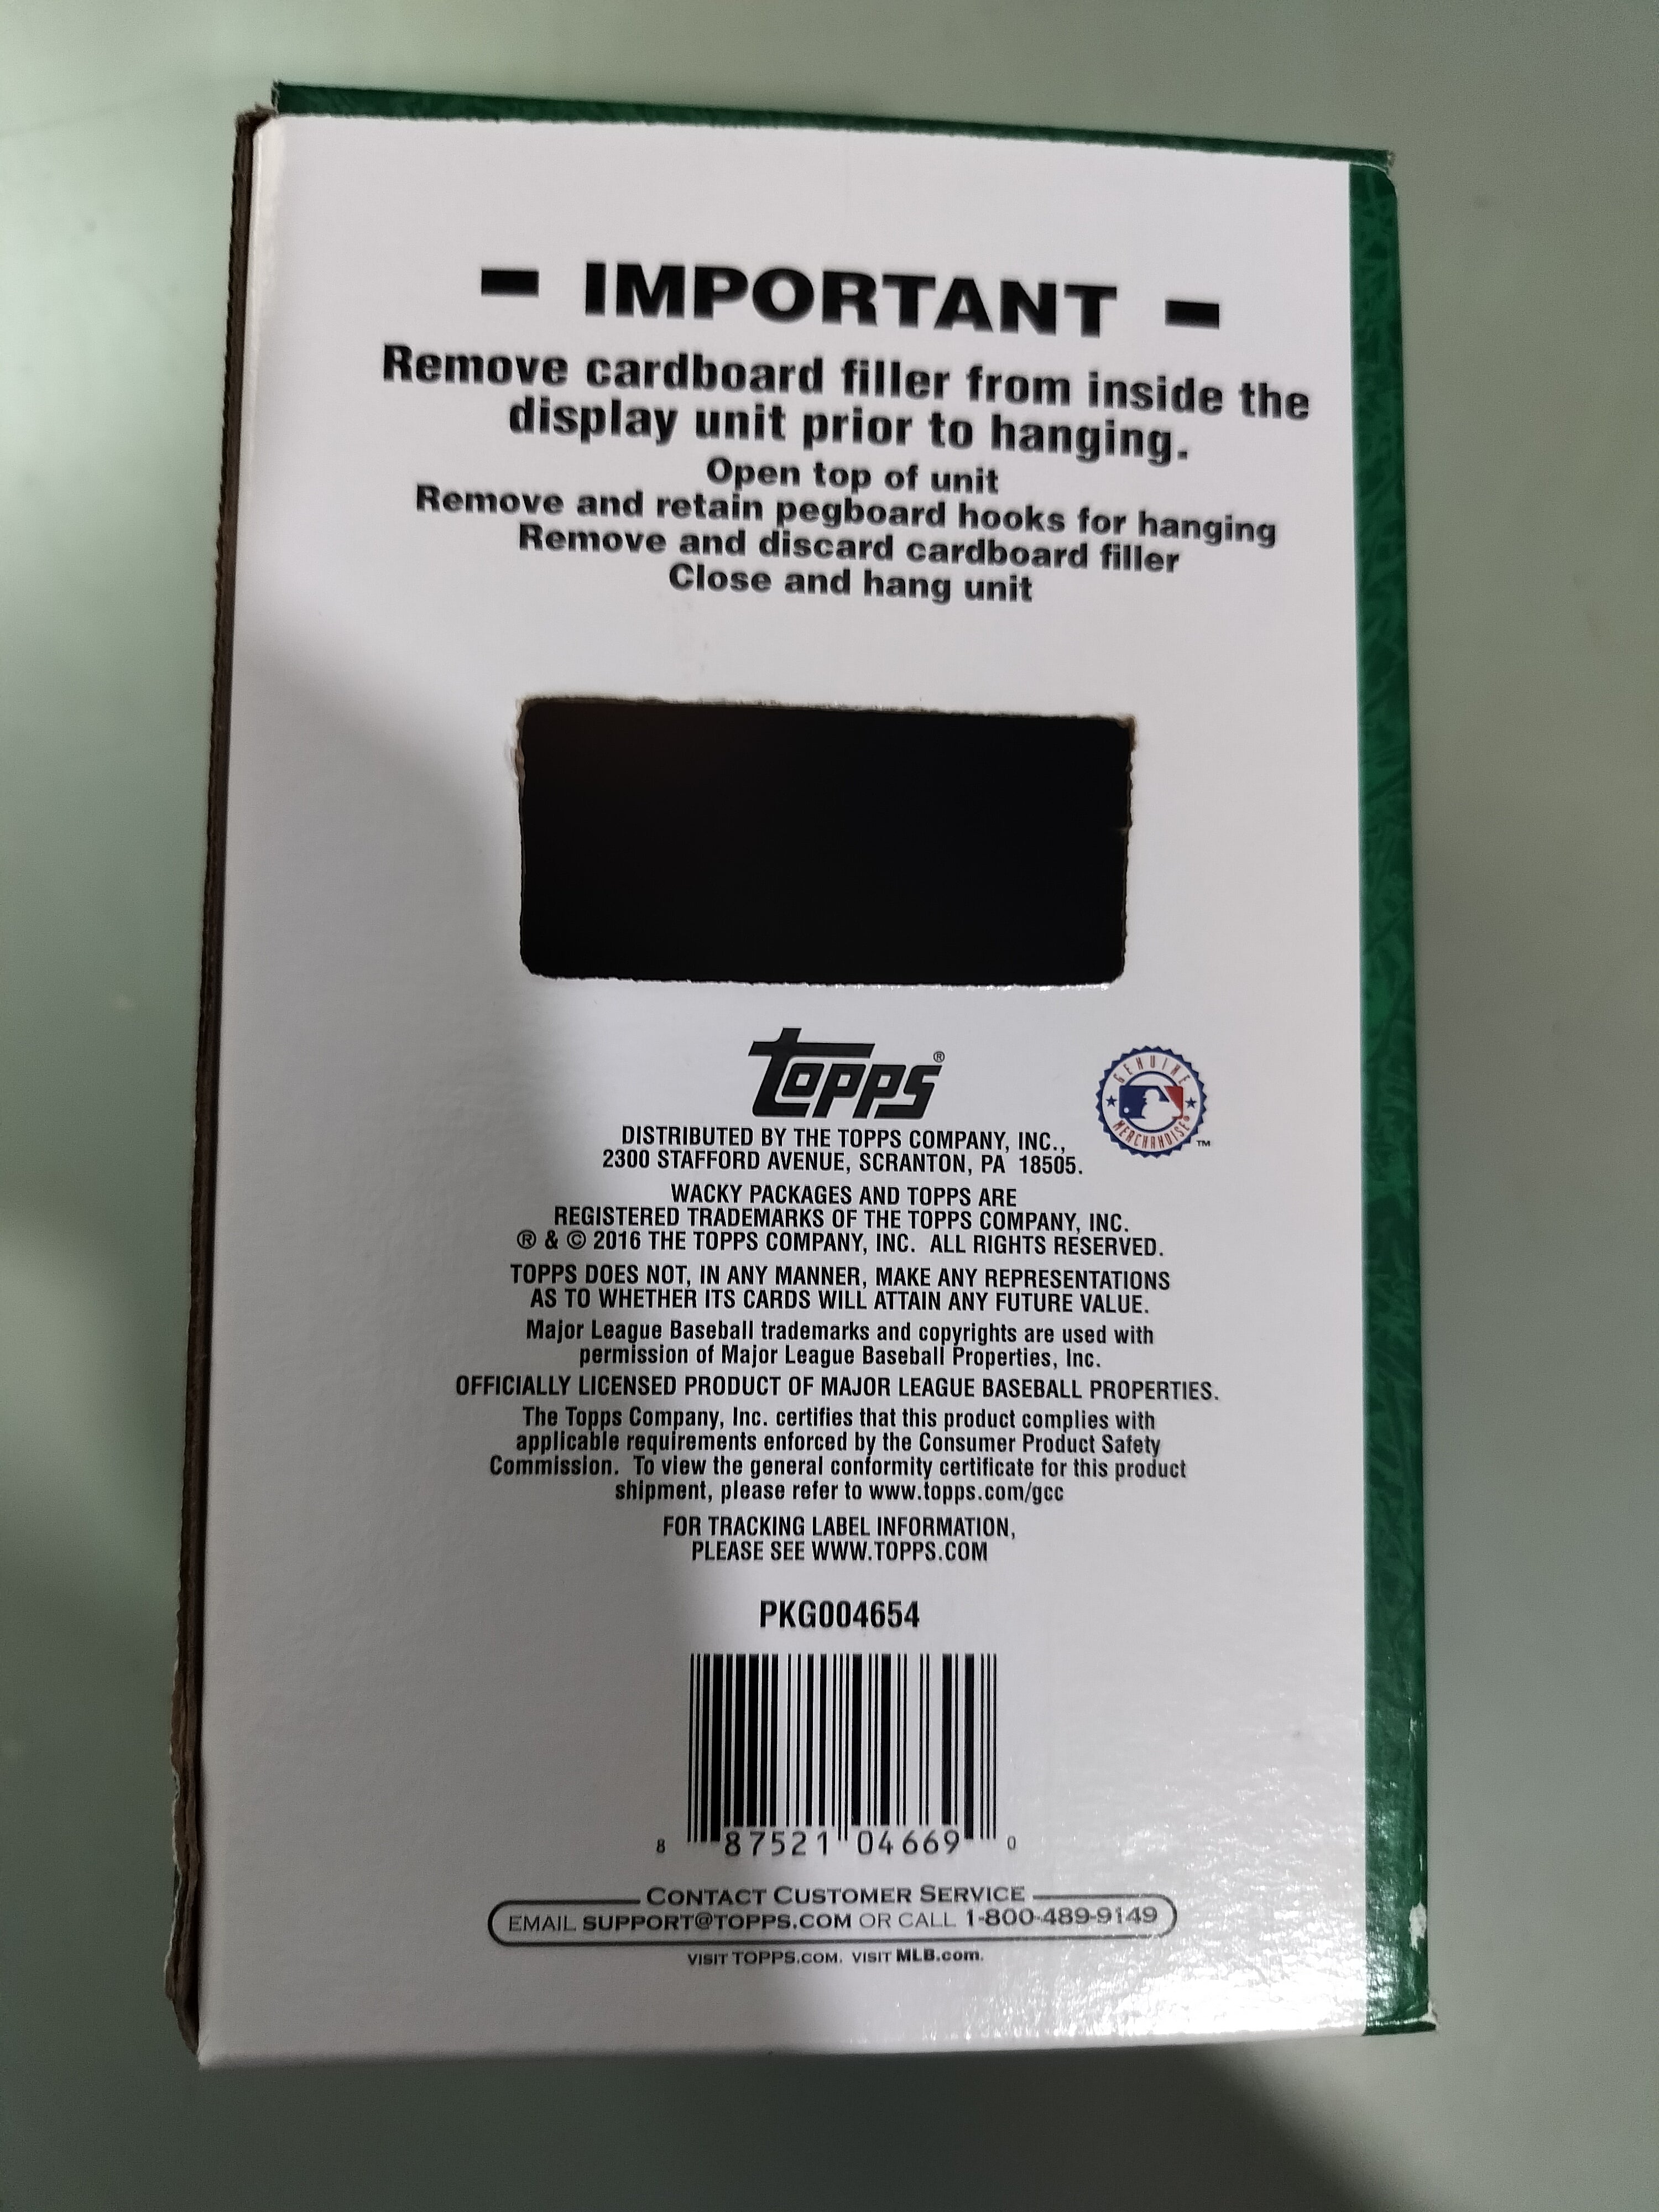 - IMPORTANT -
Remove cardboard filler from inside the
display unit prior to hanging.
Open top of unit
Remove and retain pegboard hooks for hanging
Remove and discard cardboard filler
Close and hang unit
Topps®
GENUINE
MERCHANDISE®
TM
DISTRIBUTED BY THE TOPPS COMPANY, INC.,
2300 STAFFORD AVENUE, SCRANTON, PA 18505.
WACKY PACKAGES AND TOPPS ARE
REGISTERED TRADEMARKS OF THE TOPPS COMPANY, INC.
® & © 2016 THE TOPPS COMPANY, INC. ALL RIGHTS RESERVED.
TOPPS DOES NOT, IN ANY MANNER, MAKE ANY REPRESENTATIONS
AS TO WHETHER ITS CARDS WILL ATTAIN ANY FUTURE VALUE.
Major League Baseball trademarks and copyrights are used with
permission of Major League Baseball Properties, Inc.
OFFICIALLY LICENSED PRODUCT OF MAJOR LEAGUE BASEBALL PROPERTIES.
The Topps Company, Inc. certifies that this product complies with
applicable requirements enforced by the Consumer Product Safety
Commission. To view the general conformity certificate for this product
shipment, please refer to www.topps.com/gcc
FOR TRACKING LABEL INFORMATION,
PLEASE SEE WWW.TOPPS.COM
PKG004654
8 87521 04669 0
CONTACT CUSTOMER SERVICE
EMAIL SUPPORT@TOPPS.COM OR CALL 1-800-489-9149
VISIT TOPPS.COM. VISIT MLB.com.